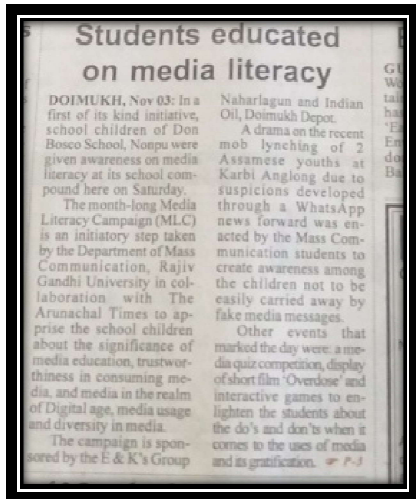 Students educated
on media literacy
DOIMUKH, Nov 03: In a
first of its kind initiative,
school children of Don
Bosco School, Nonpu were
given awareness on media
literacy at its school com-
pound here on Saturday.
The month-long Media
Literacy Campaign (MLC)
is an initiatory step taken
by the Department of Mass
Communication, Rajiv
Gandhi University in col-
laboration with The
Arunachal Times to ap-
prise the school children
about the significance of
media education, trustwor-
thiness in consuming me-
dia, and media in the realm
of Digital age, media usage
and diversity in media.
The campaign is spon-
sored by the E & K's Group
Naharlagun and Indian
Oil, Doimukh Depot.
A drama on the recent
mob lynching of 2
Assamese youths at
Karbi Anglong due to
suspicions developed
through a WhatsApp
news forward was en-
acted by the Mass Com-
munication students to
create awareness among
the children not to be
easily carried away by
fake media messages.
Other events that
marked the day were: a me-
dia quiz competition, display
of short film 'Overdose' and
interactive games to en-
lighten the students about
the do's and don'ts when it
comes to the uses of media
and its gratification. ☞ P-3
GU
Wo
tai
ha
'E
En
do
Ba